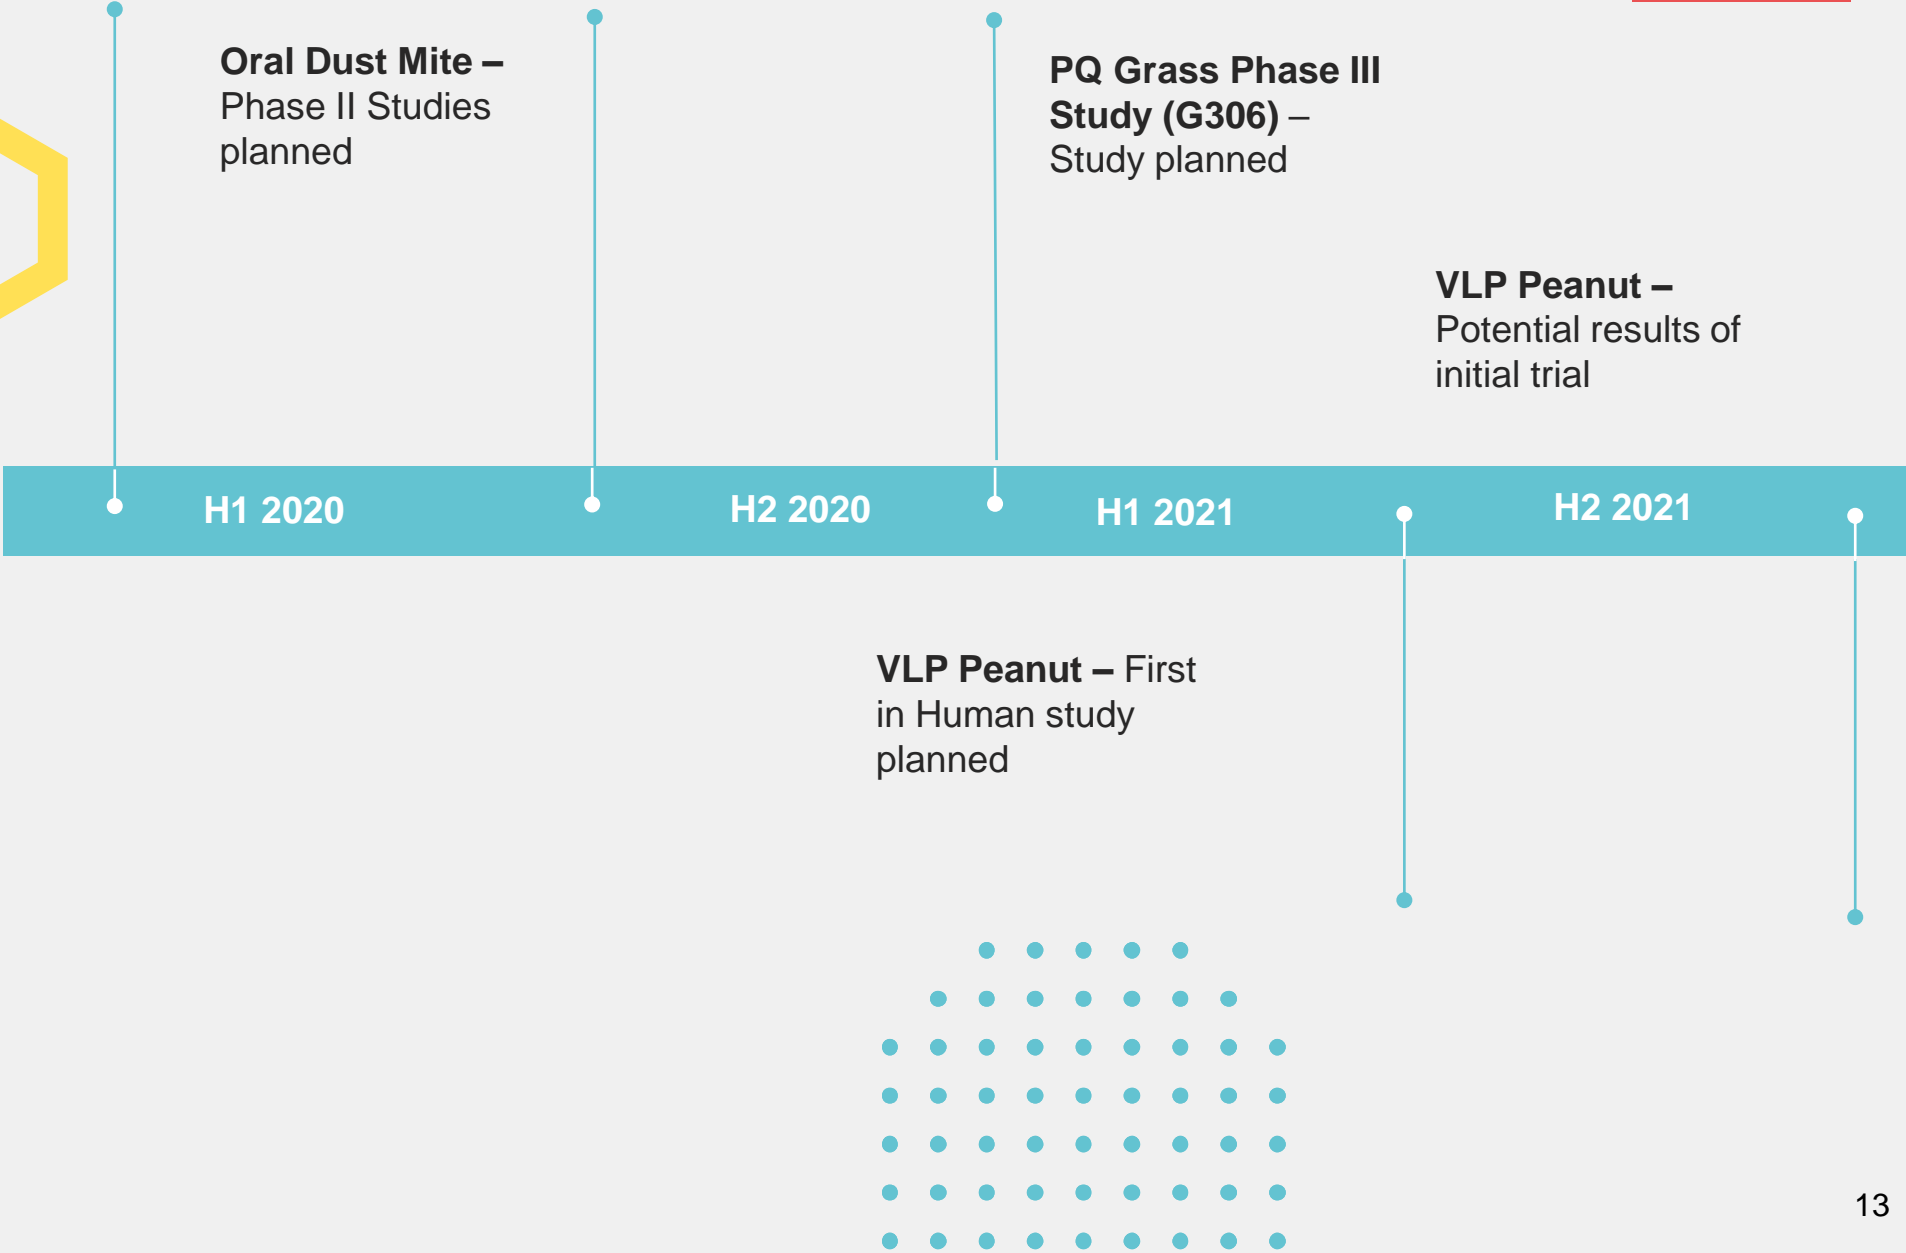 Oral Dust Mite –
Phase II Studies
planned
PQ Grass Phase III
Study (G306) –
Study planned
VLP Peanut –
Potential results of
initial trial
H1 2020
H2 2020
H1 2021
H2 2021
VLP Peanut – First
in Human study
planned
13